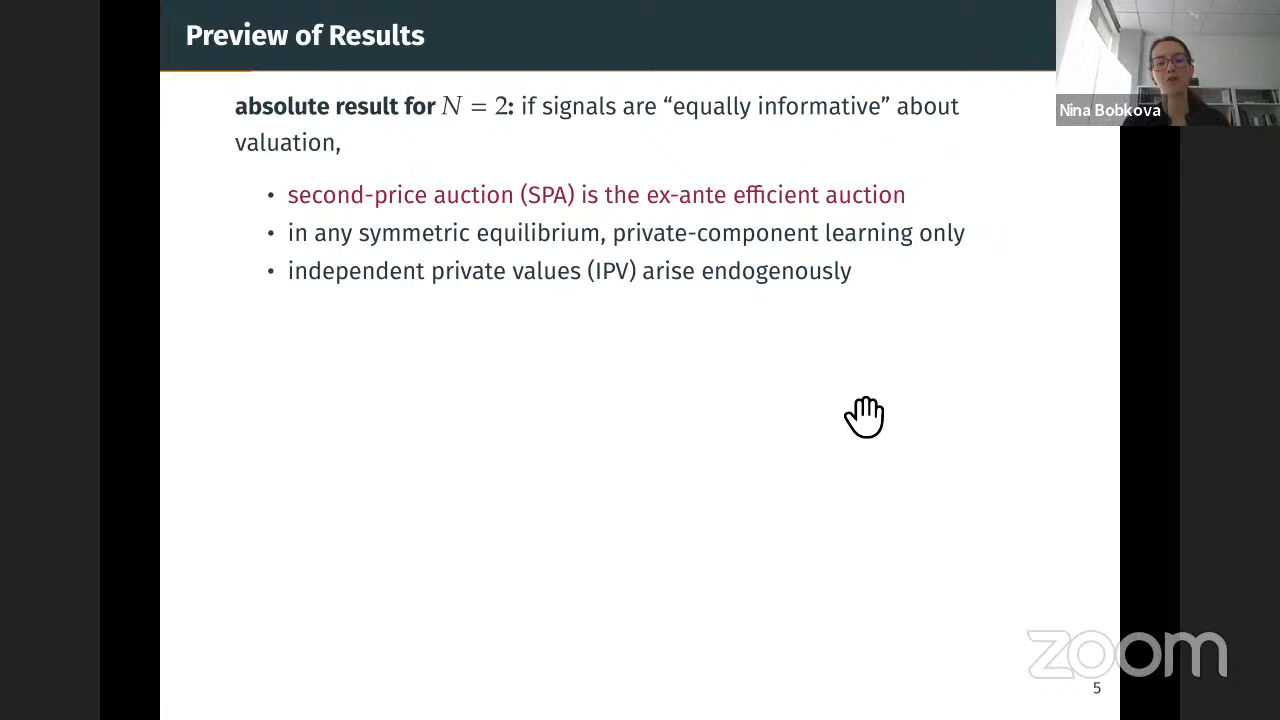 Preview of Results
Nina Bobkova
absolute result for N = 2: if signals are “equally informative” about
valuation,
• second-price auction (SPA) is the ex-ante efficient auction
• in any symmetric equilibrium, private-component learning only
• independent private values (IPV) arise endogenously
zoom
5